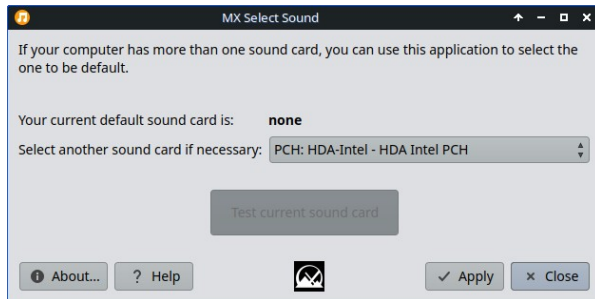 MX Select Sound
If your computer has more than one sound card, you can use this application to select the
one to be default.
Your current default sound card is: none
Select another sound card if necessary: PCH: HDA-Intel - HDA Intel PCH
Test current sound card
About... ? Help Apply Close